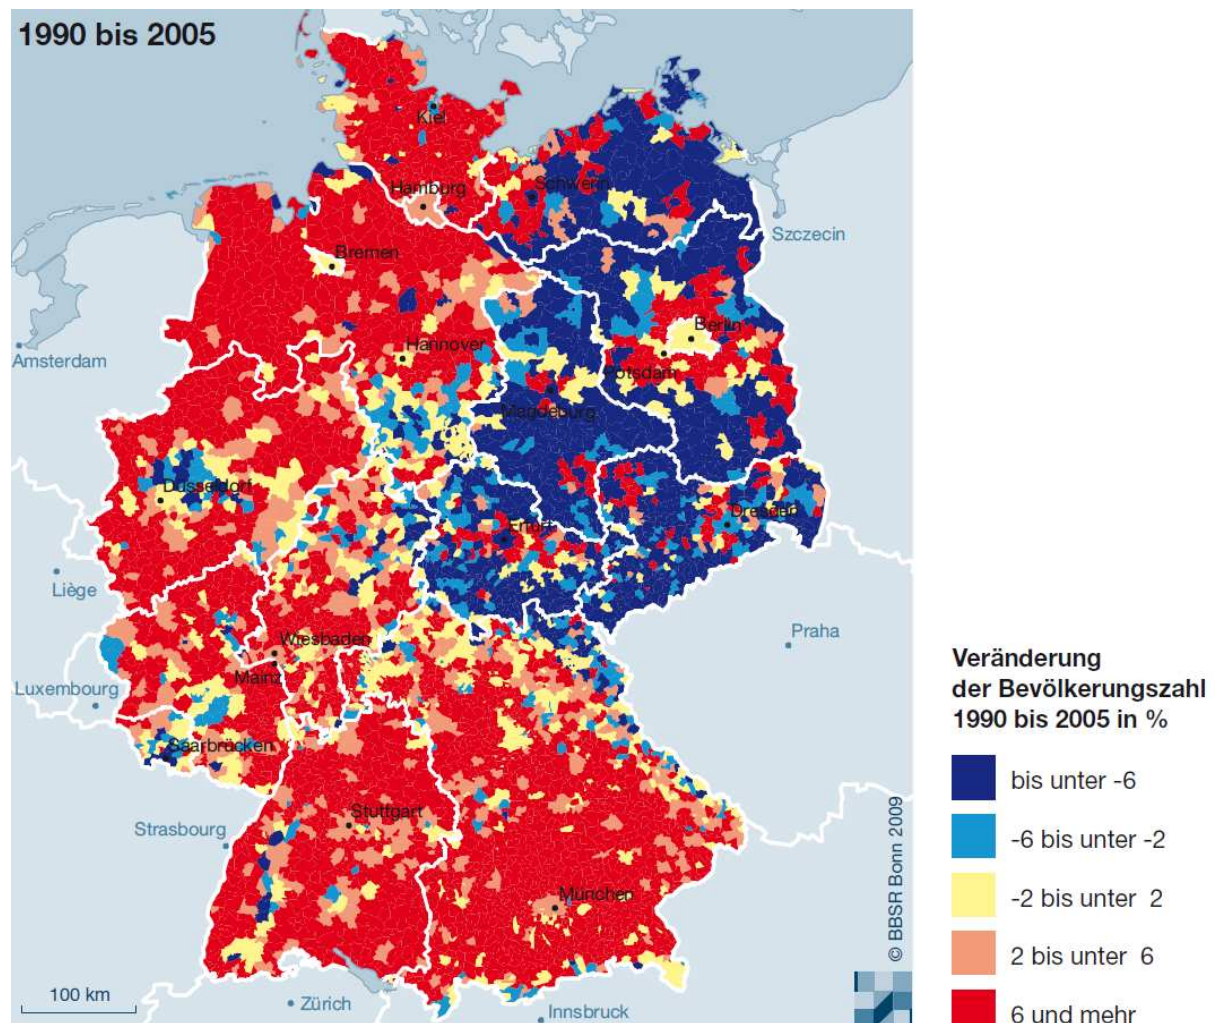 1990 bis 2005
Kiel
Hamburg
Schwerin
Szczecin
Bremen
Berlin
Amsterdam
Hannover
Potsdam
Magdeburg
Düsseldorf
Erfurt
Dresden
Liège
Praha
Wiesbaden
Mainz
Luxembourg
Saarbrücken
Strasbourg
Stuttgart
München
Zürich
Innsbruck
100 km
© BBSR Bonn 2009
Veränderung
der Bevölkerungszahl
1990 bis 2005 in %
bis unter -6
-6 bis unter -2
-2 bis unter 2
2 bis unter 6
6 und mehr